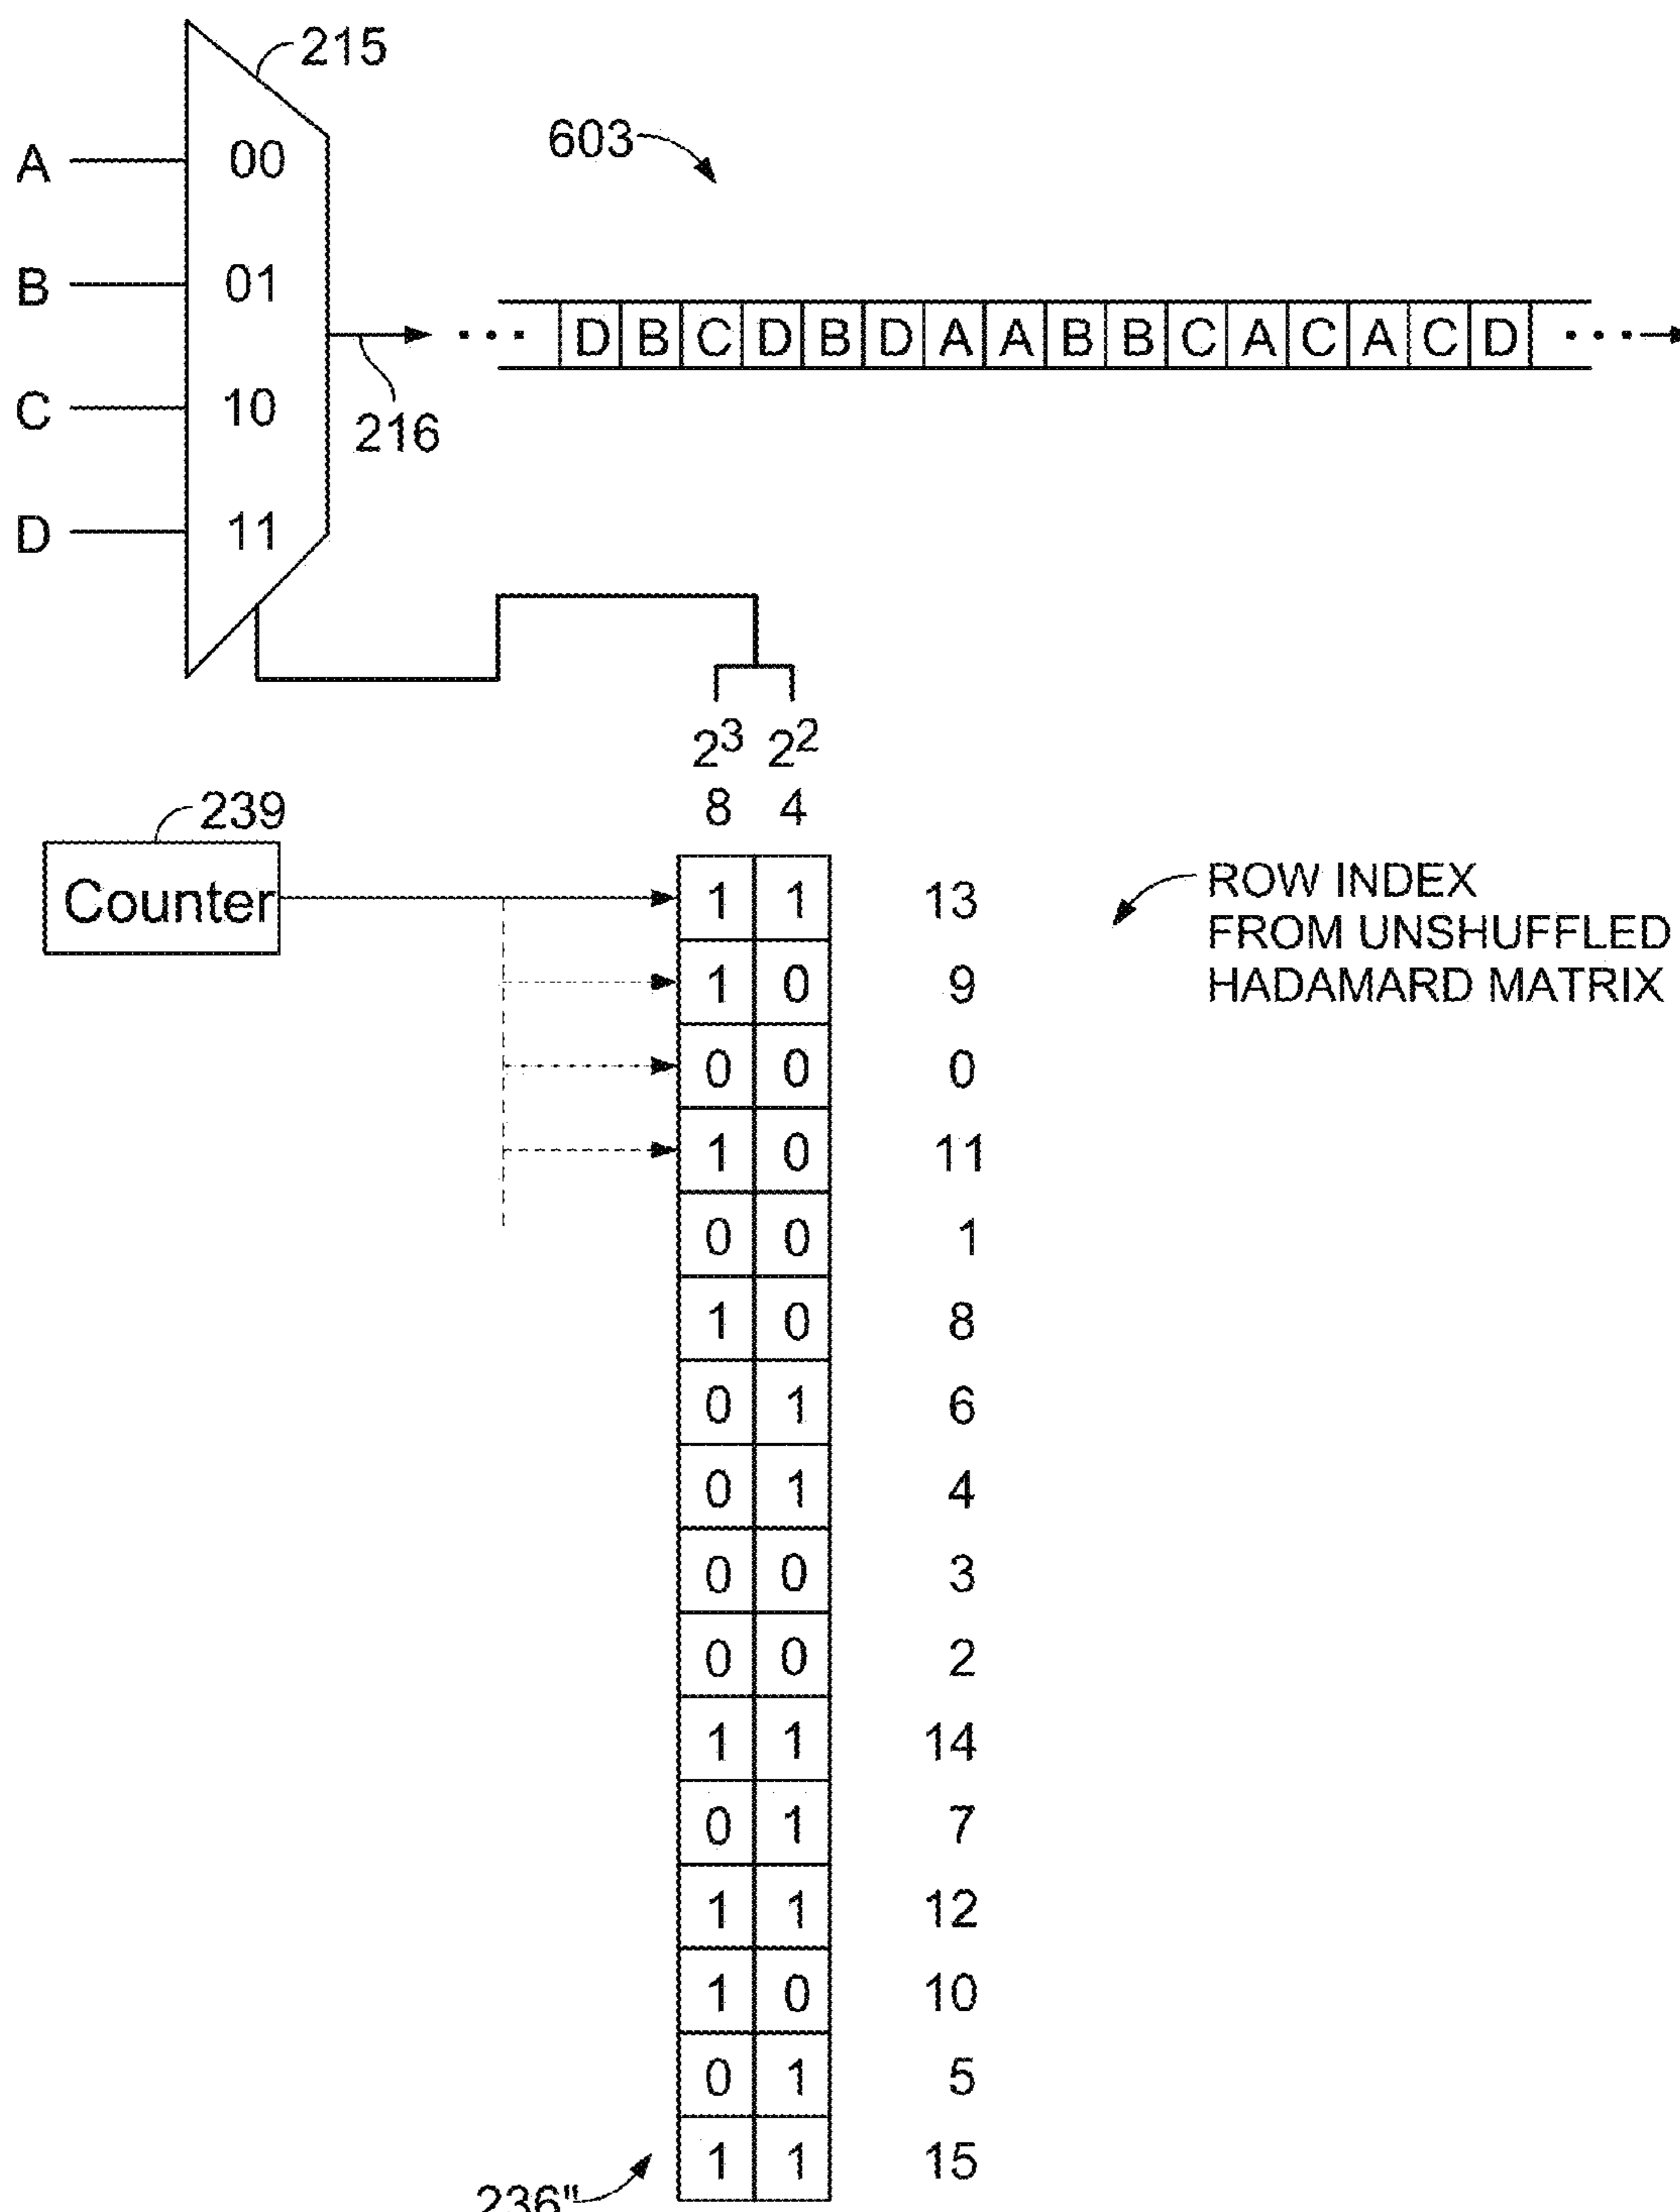 215
A 00
603
B 01
··· D B C D B D A A B B C A C A C D ···
C 10
216
D 11
2³ 2²
8 4
239
Counter
1 1 13
ROW INDEX
FROM UNSHUFFLED
HADAMARD MATRIX
1 0 9
0 0 0
1 0 11
0 0 1
1 0 8
0 1 6
0 1 4
0 0 3
0 0 2
1 1 14
0 1 7
1 1 12
1 0 10
0 1 5
1 1 15
236"